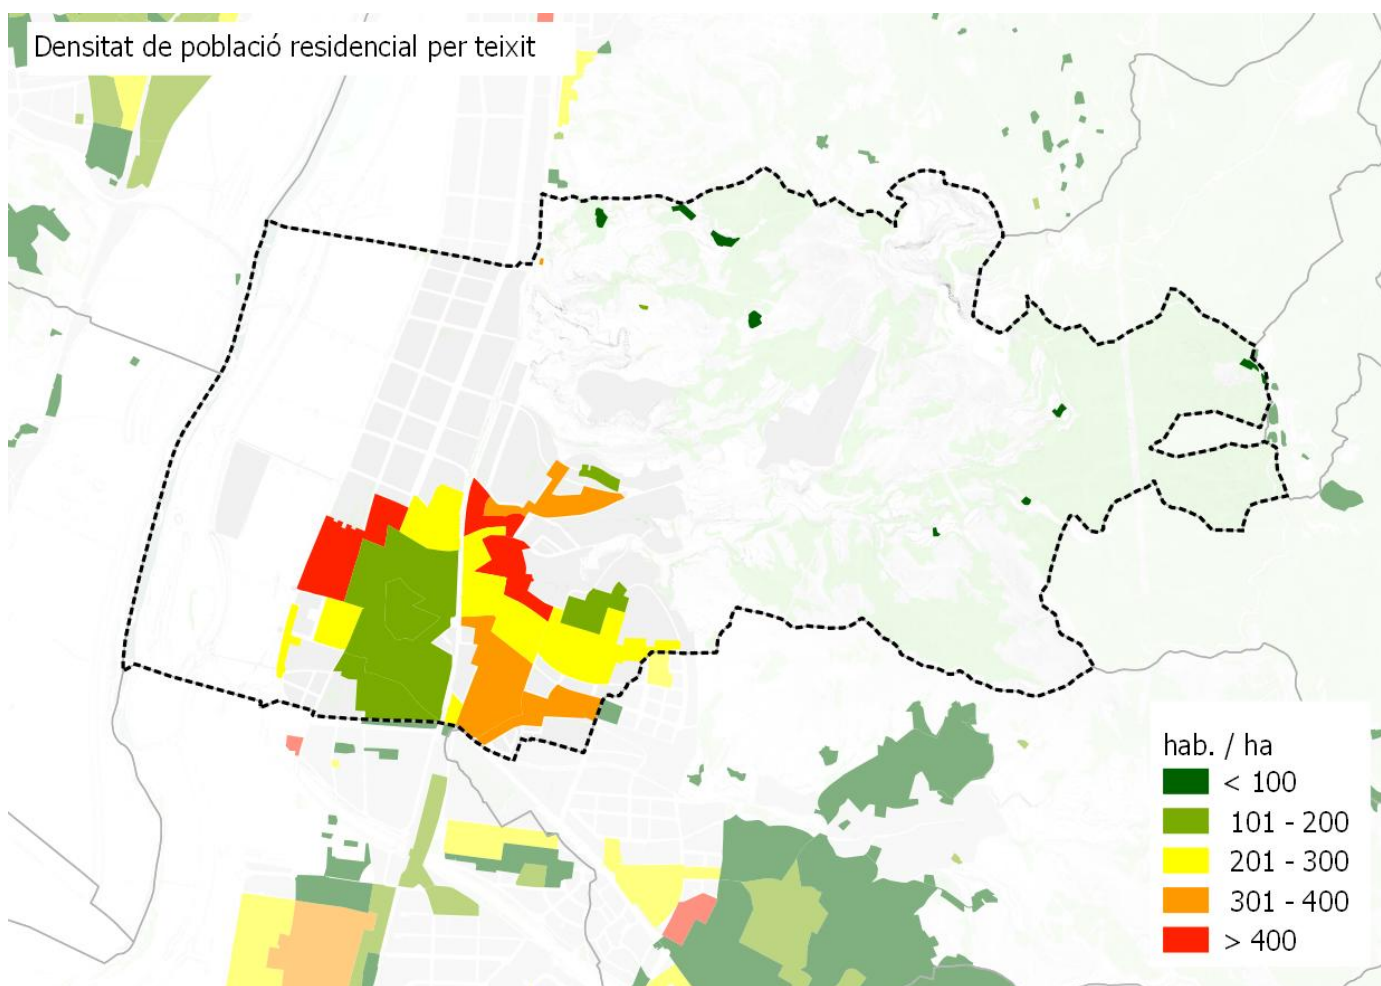 Densitat de població residencial per teixit
hab. / ha
< 100
101 - 200
201 - 300
301 - 400
> 400